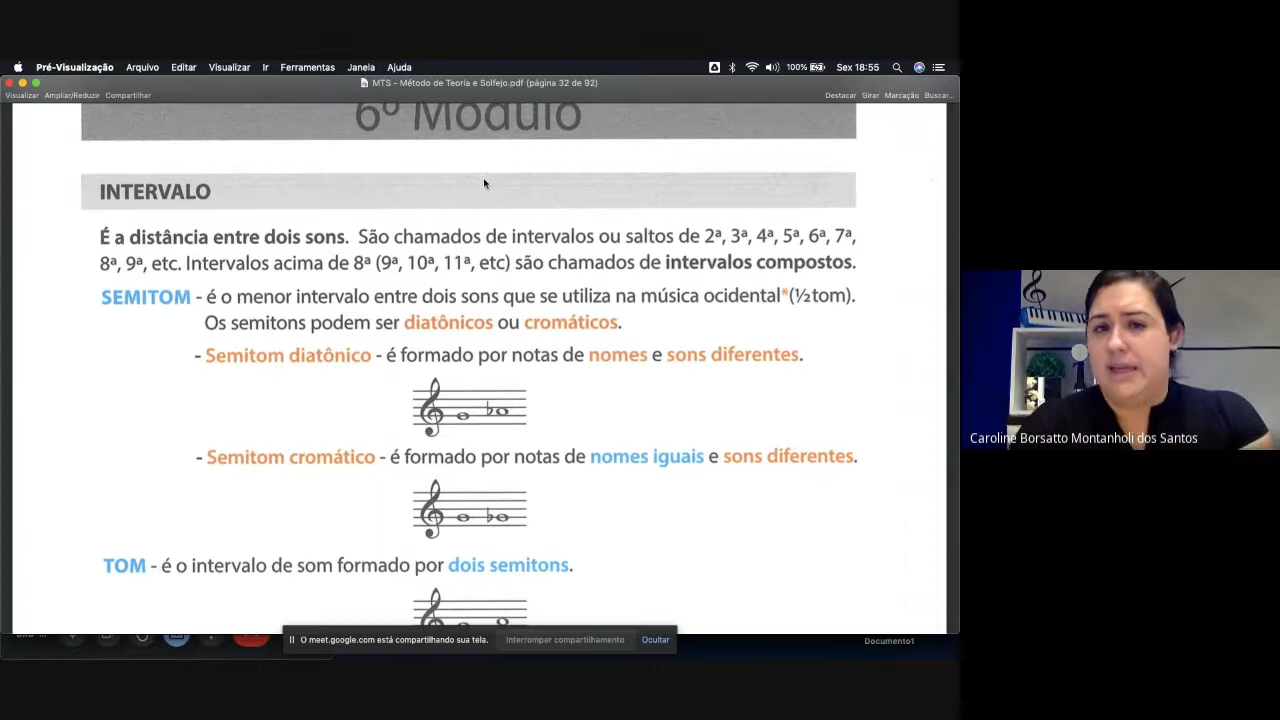 Pré-Visualização Arquivo Editar Visualizar Ir Ferramentas Janela Ajuda 100% Sex 18:55
MTS - Método de Teoria e Solfejo.pdf (página 32 de 92)
Visualizar Ampliar/Reduzir Compartilhar Destacar Girar Marcação Buscar...
6º Módulo
INTERVALO
É a distância entre dois sons. São chamados de intervalos ou saltos de 2ª, 3ª, 4ª, 5ª, 6ª, 7ª,
8ª, 9ª, etc. Intervalos acima de 8ª (9ª, 10ª, 11ª, etc) são chamados de intervalos compostos.
SEMITOM - é o menor intervalo entre dois sons que se utiliza na música ocidental*(½tom).
Os semitons podem ser diatônicos ou cromáticos.
- Semitom diatônico - é formado por notas de nomes e sons diferentes.
- Semitom cromático - é formado por notas de nomes iguais e sons diferentes.
TOM - é o intervalo de som formado por dois semitons.
O meet.google.com está compartilhando sua tela. Interromper compartilhamento Ocultar
Documento1
Caroline Borsatto Montanholi dos Santos